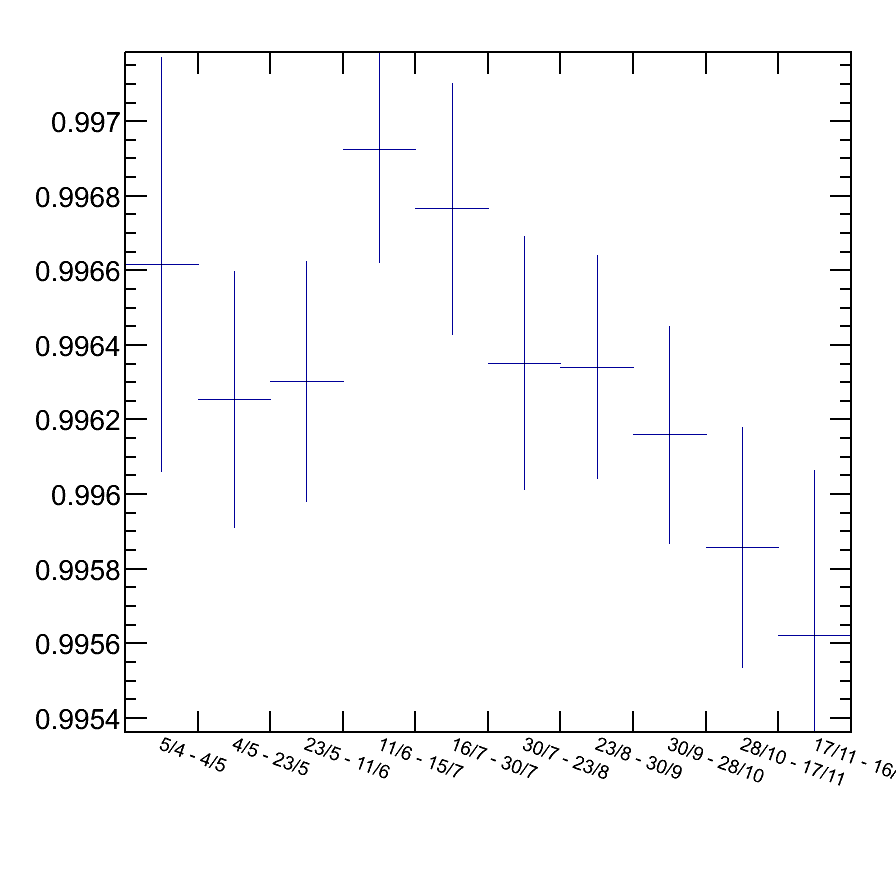 0.997
0.9968
0.9966
0.9964
0.9962
0.996
0.9958
0.9956
0.9954
5/4 - 4/5
4/5 - 23/5
23/5 - 11/6
11/6 - 15/7
16/7 - 30/7
30/7 - 23/8
23/8 - 30/9
30/9 - 28/10
28/10 - 17/11
17/11 - 16/